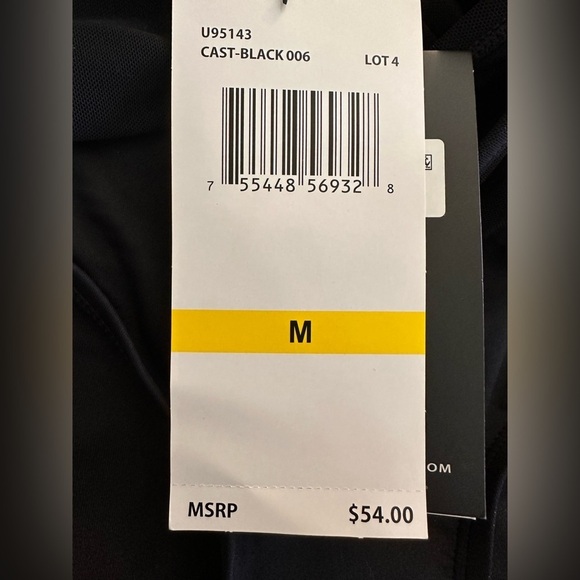 U95143
CAST-BLACK 006 LOT 4
7 55448 56932 8
M
OM
MSRP $54.00